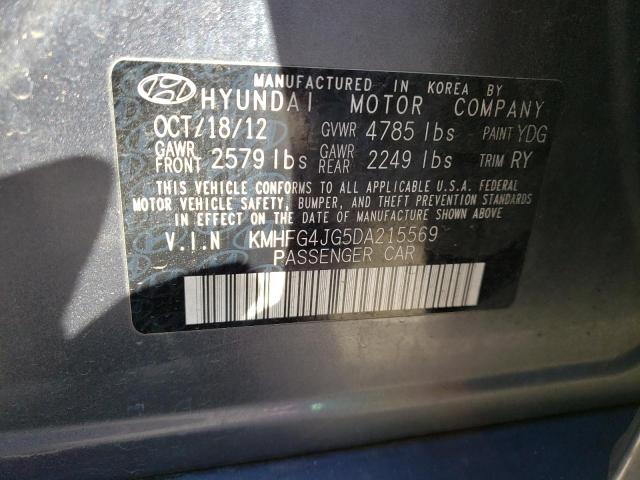 MANUFACTURED IN KOREA BY
HYUNDAI MOTOR COMPANY
OCT/18/12 GVWR 4785 lbs PAINT YDG
GAWR FRONT 2579 lbs GAWR REAR 2249 lbs TRIM RY
THIS VEHICLE CONFORMS TO ALL APPLICABLE U.S.A. FEDERAL
MOTOR VEHICLE SAFETY, BUMPER, AND THEFT PREVENTION STANDARDS
IN EFFECT ON THE DATE OF MANUFACTURE SHOWN ABOVE.
V.I.N KMHFG4JG5DA215569
PASSENGER CAR